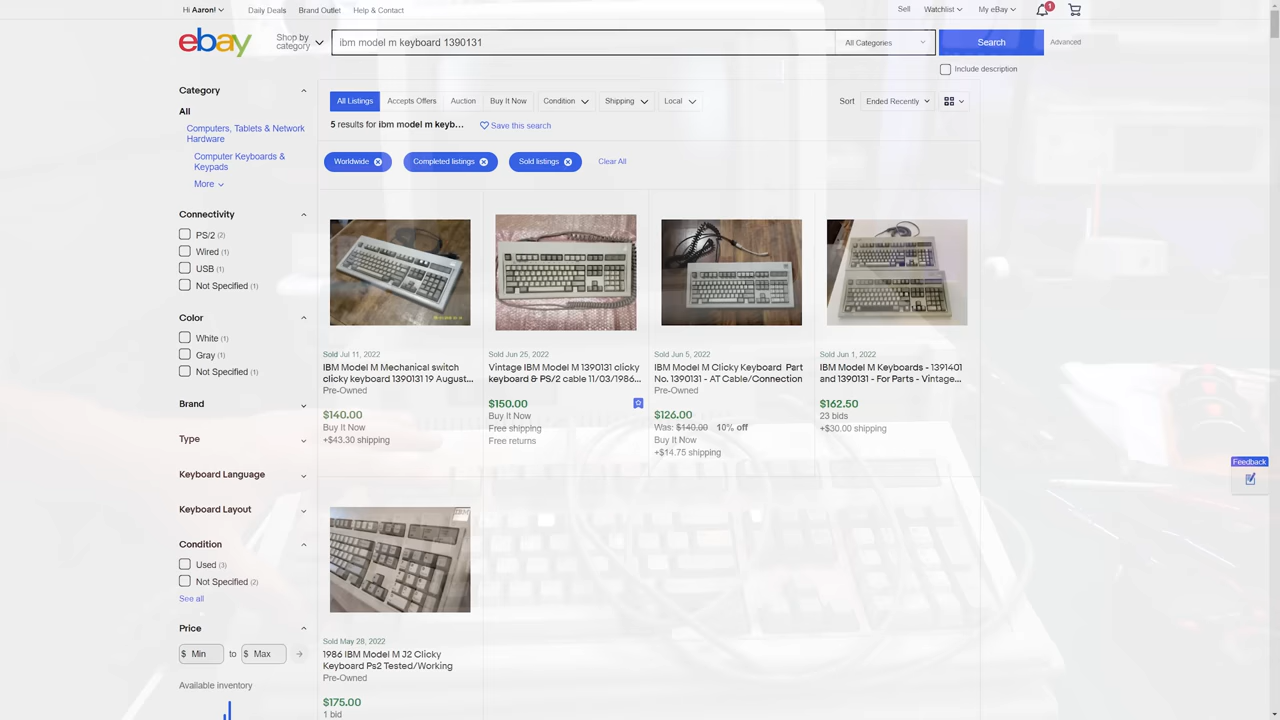 Hi Aaron!
Daily Deals
Brand Outlet
Help & Contact
Sell
Watchlist
My eBay
1
ebay
Shop by
category
ibm model m keyboard 1390131
All Categories
Search
Advanced
Include description
Category
All
Computers, Tablets & Network
Hardware
Computer Keyboards &
Keypads
More
Connectivity
PS/2 (2)
Wired (1)
USB (1)
Not Specified (1)
Color
White (1)
Gray (1)
Not Specified (1)
Brand
Type
Keyboard Language
Keyboard Layout
Condition
Used (3)
Not Specified (2)
See all
Price
$ Min
to
$ Max
Available inventory
All Listings
Accepts Offers
Auction
Buy It Now
Condition
Shipping
Local
Sort
Ended Recently
5 results for ibm model m keyb...
Save this search
Worldwide
Completed listings
Sold listings
Clear All
Sold Jul 11, 2022
IBM Model M Mechanical switch
clicky keyboard 1390131 19 August...
Pre-Owned
$140.00
Buy It Now
+$43.30 shipping
Sold Jun 25, 2022
Vintage IBM Model M 1390131 clicky
keyboard & PS/2 cable 11/03/1986...
$150.00
Buy It Now
Free shipping
Free returns
Sold Jun 5, 2022
IBM Model M Clicky Keyboard Part
No. 1390131 - AT Cable/Connection
Pre-Owned
$126.00
Was: $140.00 10% off
Buy It Now
+$14.75 shipping
Sold Jun 1, 2022
IBM Model M Keyboards - 1391401
and 1390131 - For Parts - Vintage...
$162.50
23 bids
+$30.00 shipping
Sold May 28, 2022
1986 IBM Model M J2 Clicky
Keyboard Ps2 Tested/Working
Pre-Owned
$175.00
1 bid
Feedback